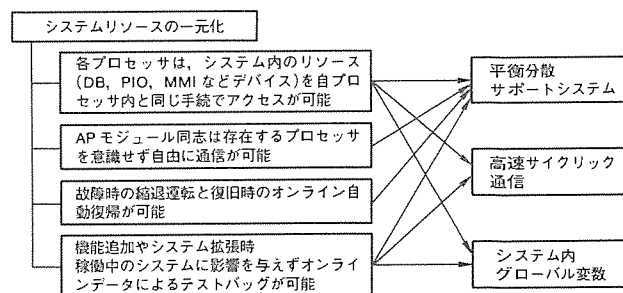 システムリソースの一元化
各プロセッサは，システム内のリソース
(DB，PIO，MMIなどデバイス)を自プロ
セッサ内と同じ手続でアクセスが可能
APモジュール同志は存在するプロセッサ
を意識せず自由に通信が可能
故障時の縮退運転と復旧時のオンライン自
動復帰が可能
機能追加やシステム拡張時
稼働中のシステムに影響を与えずオンライ
ンデータによるテストバッグが可能
平衡分散
サポートシステム
高速サイクリック
通信
システム内
グローバル変数